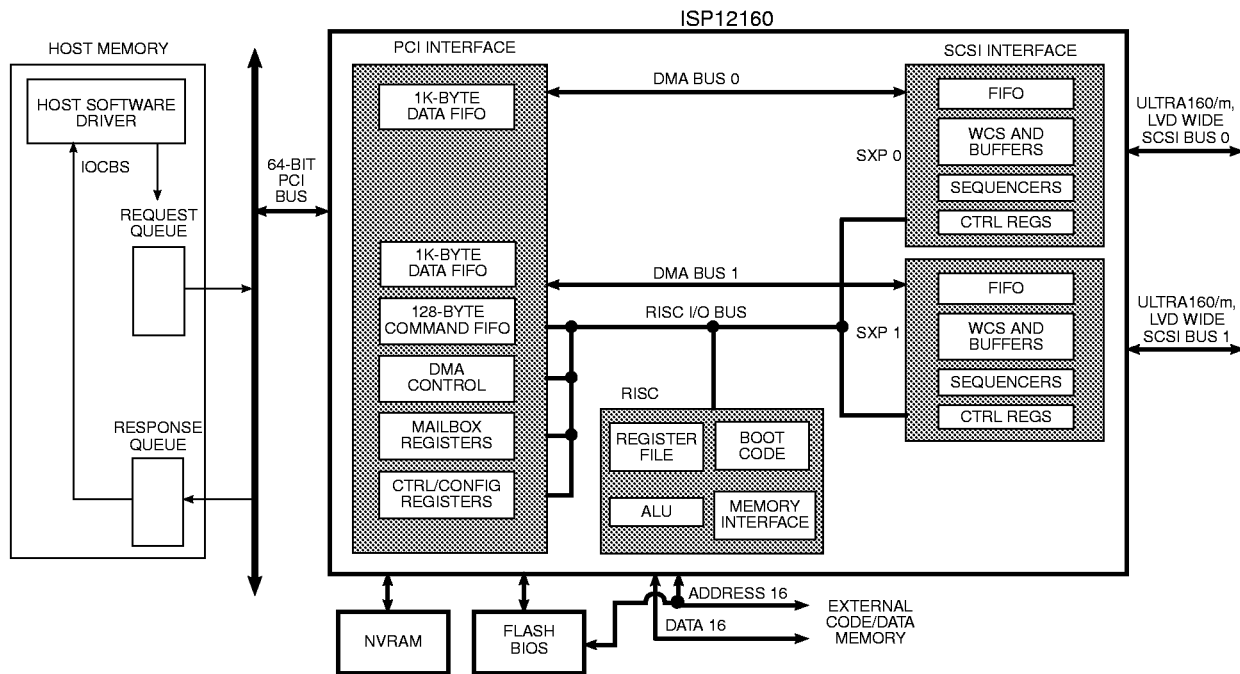 ISP12160
HOST MEMORY
HOST SOFTWARE
DRIVER
IOCBS
REQUEST
QUEUE
RESPONSE
QUEUE
64-BIT
PCI
BUS
PCI INTERFACE
1K-BYTE
DATA FIFO
1K-BYTE
DATA FIFO
128-BYTE
COMMAND FIFO
DMA
CONTROL
MAILBOX
REGISTERS
CTRL/CONFIG
REGISTERS
DMA BUS 0
DMA BUS 1
RISC I/O BUS
RISC
REGISTER
FILE
BOOT
CODE
ALU
MEMORY
INTERFACE
SCSI INTERFACE
SXP 0
FIFO
WCS AND
BUFFERS
SEQUENCERS
CTRL REGS
SXP 1
FIFO
WCS AND
BUFFERS
SEQUENCERS
CTRL REGS
ULTRA160/m,
LVD WIDE
SCSI BUS 0
ULTRA160/m,
LVD WIDE
SCSI BUS 1
NVRAM
FLASH
BIOS
ADDRESS 16
DATA 16
EXTERNAL
CODE/DATA
MEMORY